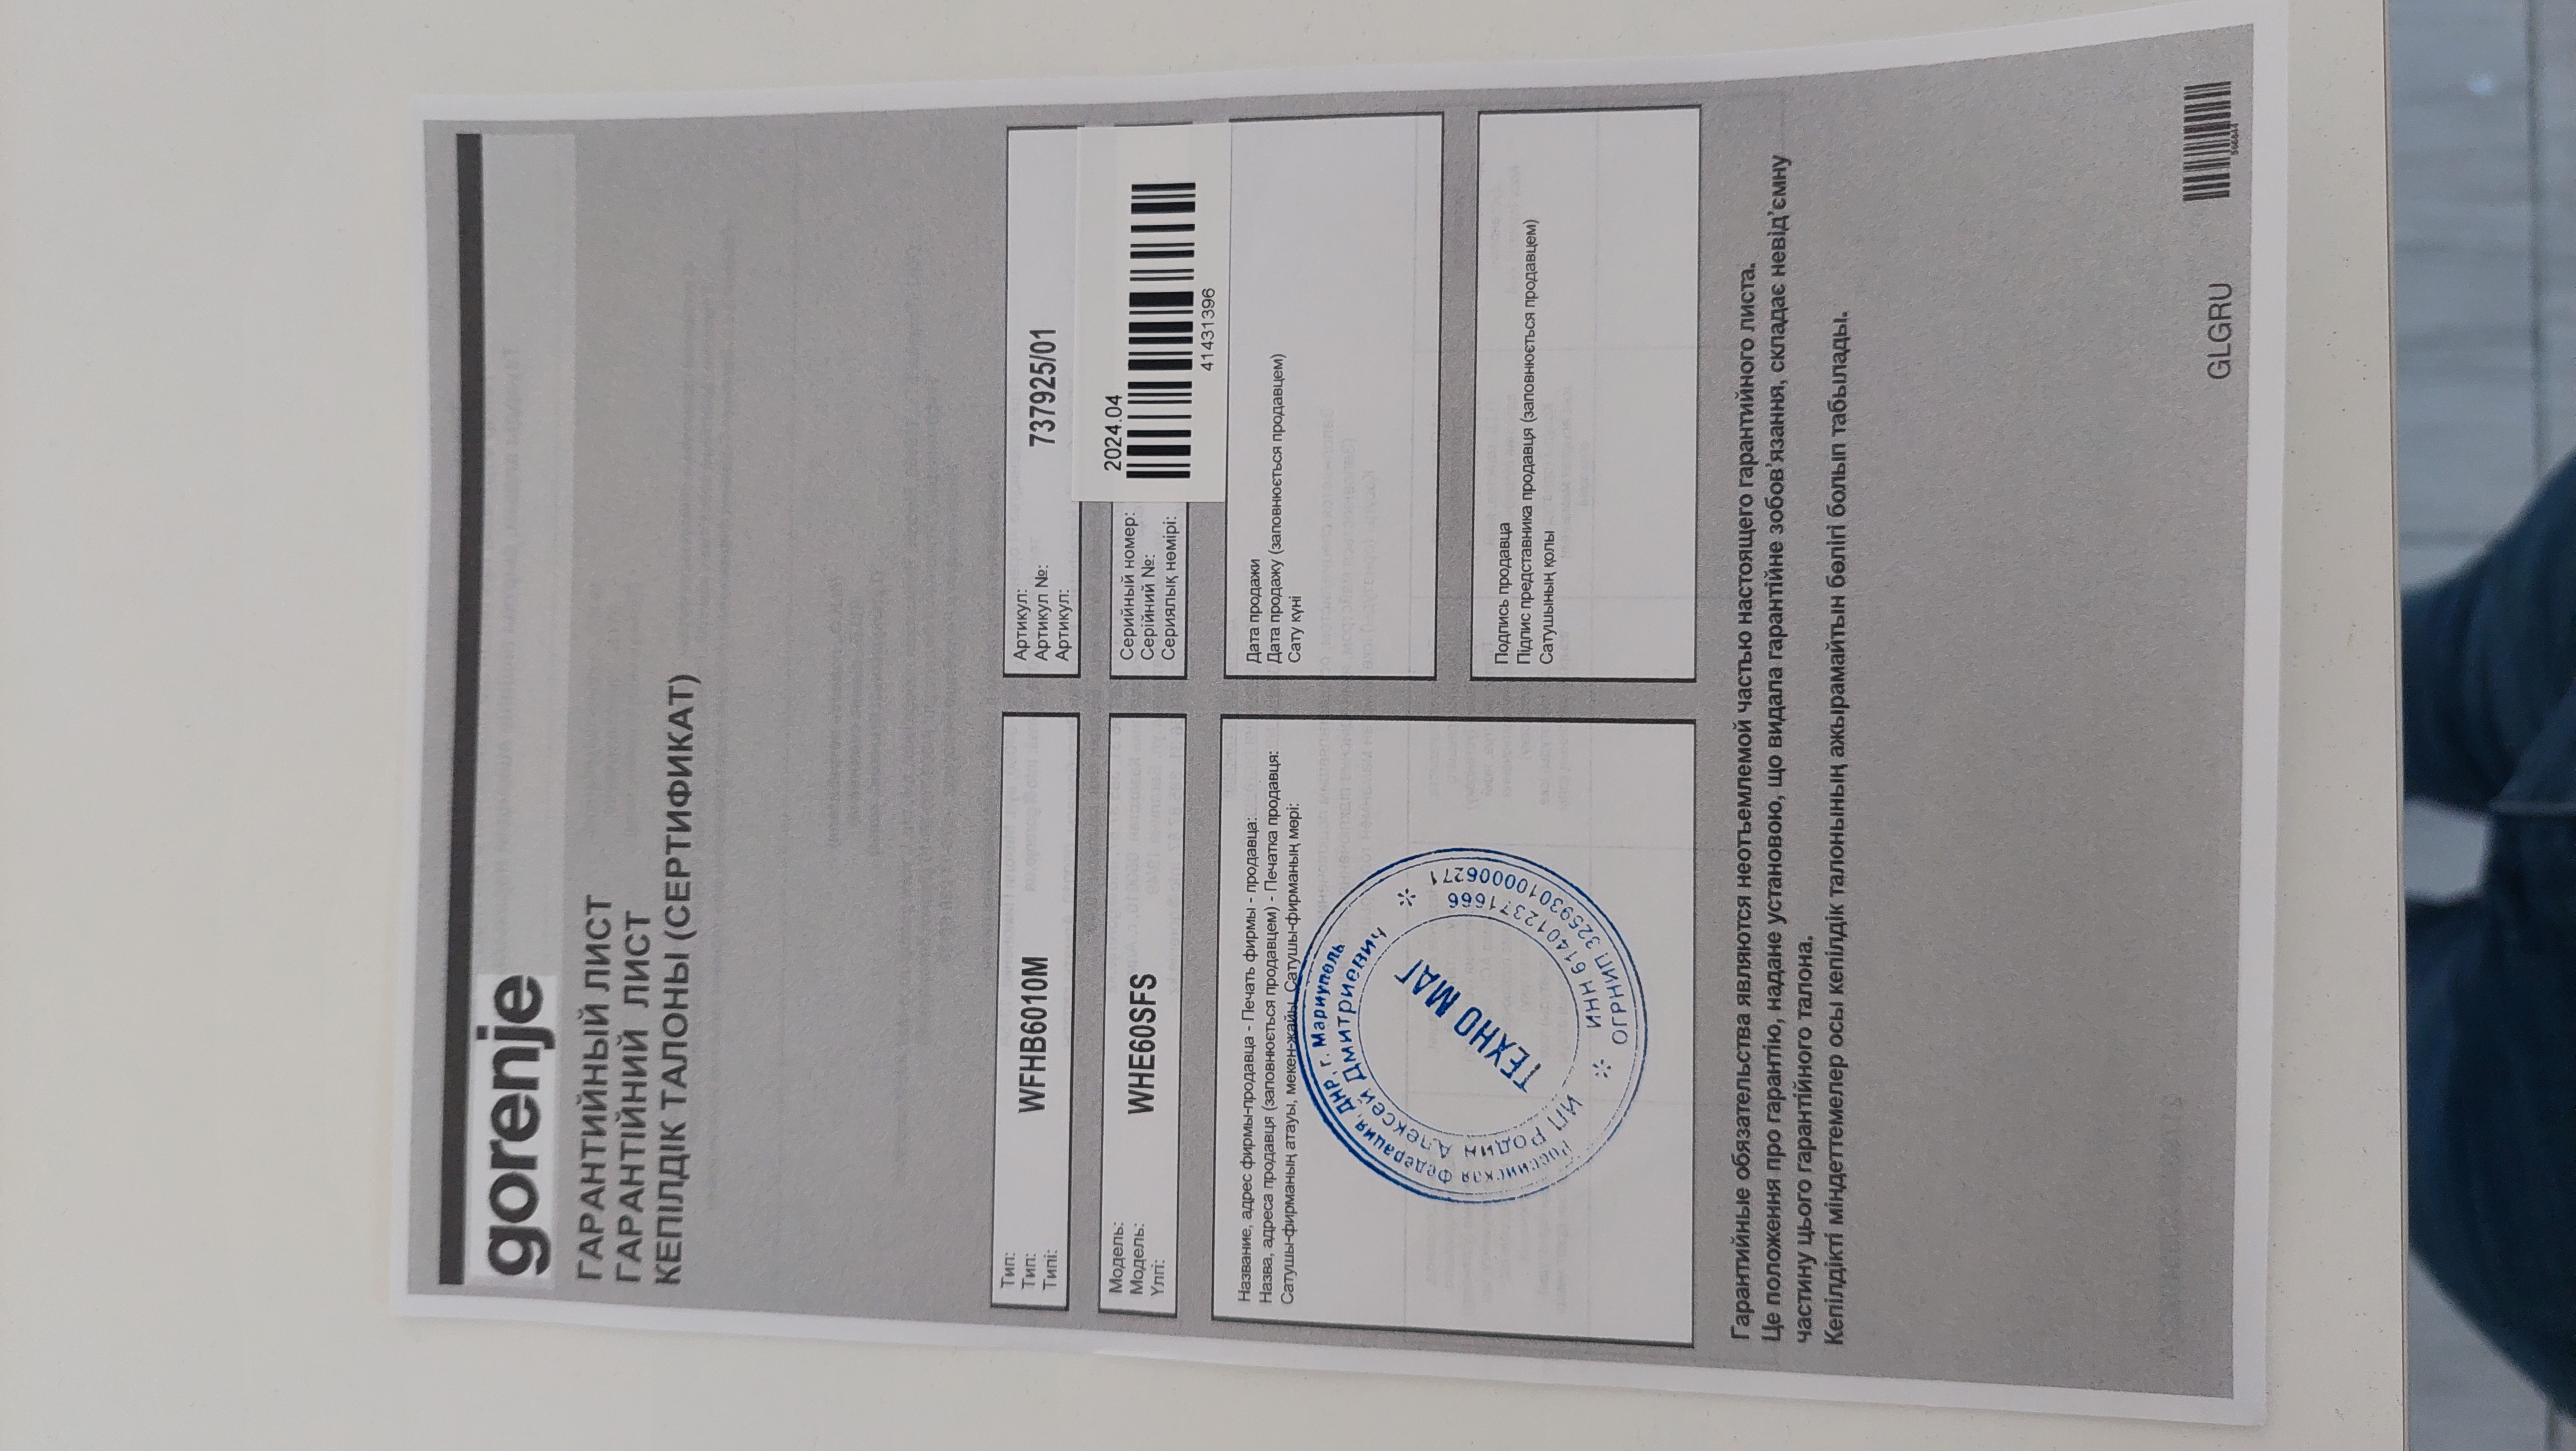 gorenje
ГАРАНТИЙНЫЙ ЛИСТ
ГАРАНТІЙНИЙ ЛИСТ
КЕПІЛДІК ТАЛОНЫ (СЕРТИФИКАТ)
Тип:
Тип:
Типі:
WFHB6010M
Артикул:
Артикул №:
Артикул:
737925/01
Модель:
Модель:
Үлгі:
WHE60SFS
Серийный номер:
Серійний №:
Сериялық нөмірі:
2024.04
41431396
Название, адрес фирмы-продавца - Печать фирмы - продавца:
Назва, адреса продавця (заповнюється продавцем) - Печатка продавця:
Сатушы-фирманың атауы, мекен-жайы. Сатушы-фирманың мөрі:
Российская Федерация, ДНР, г. Мариуполь
ИП Родин Алексей Дмитриевич
ТЕХНО МАГ
ИНН 614012371666
ОГРНИП 325930100006271
Дата продажи
Дата продажу (заповнюється продавцем)
Сату күні
Подпись продавца
Підпис представника продавця (заповнюється продавцем)
Сатушының қолы
Гарантийные обязательства являются неотъемлемой частью настоящего гарантийного листа.
Це положення про гарантію, надане установою, що видала гарантійне зобов'язання, складає невід'ємну
частину цього гарантійного талона.
Кепілдікті міндеттемелер осы кепілдік талонының ажырамайтын бөлігі болып табылады.
GLGRU